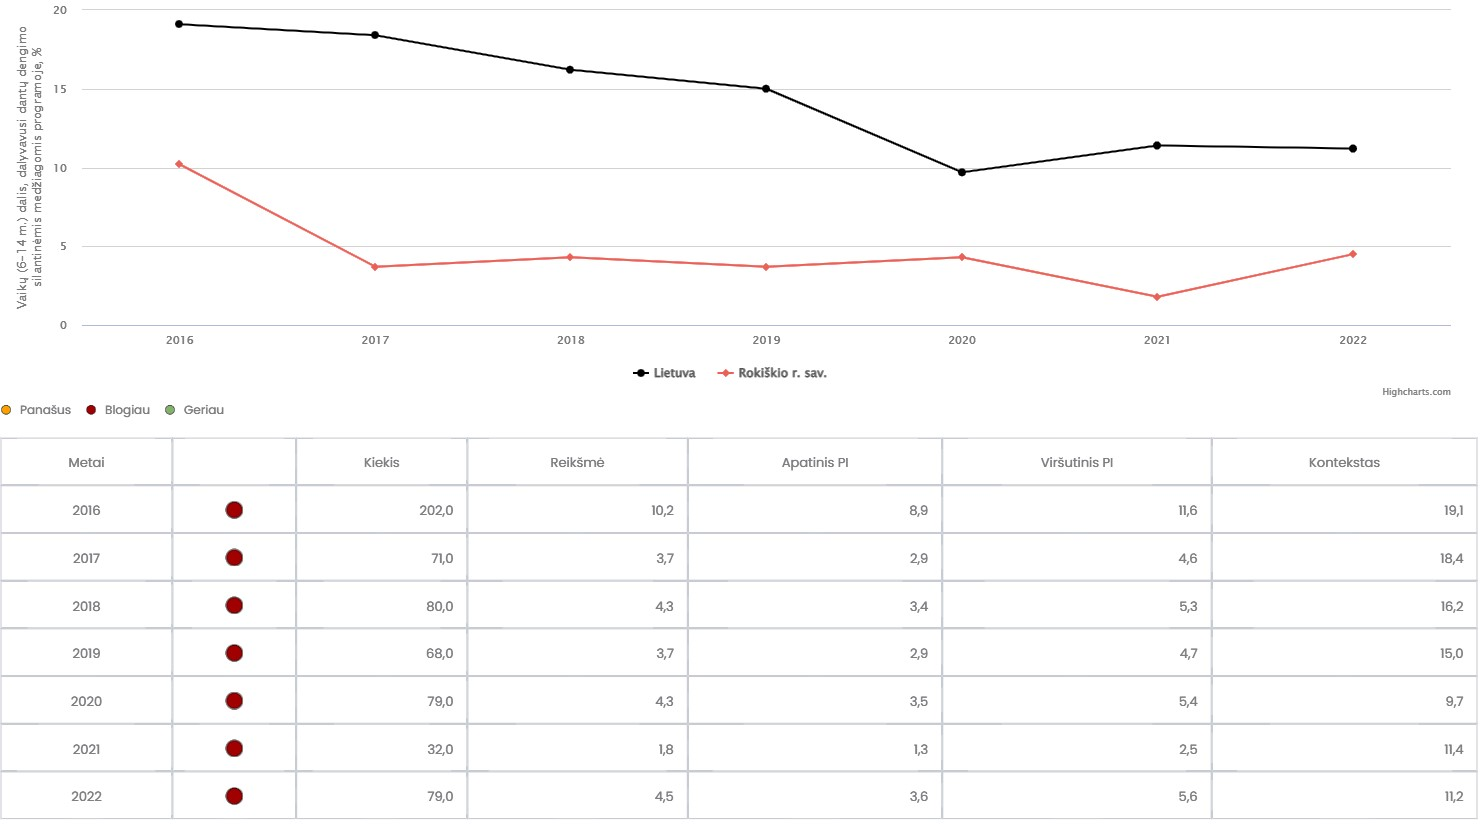 Vaikų (6–14 m.) dalis, dalyvavusi dantų dengimo
silantinėmis medžiagomis programoje, %
20
15
10
5
0
2016 2017 2018 2019 2020 2021 2022
Lietuva Rokiškio r. sav.
Highcharts.com
Panašus Blogiau Geriau
Metai Kiekis Reikšmė Apatinis PI Viršutinis PI Kontekstas
2016 202,0 10,2 8,9 11,6 19,1
2017 71,0 3,7 2,9 4,6 18,4
2018 80,0 4,3 3,4 5,3 16,2
2019 68,0 3,7 2,9 4,7 15,0
2020 79,0 4,3 3,5 5,4 9,7
2021 32,0 1,8 1,3 2,5 11,4
2022 79,0 4,5 3,6 5,6 11,2